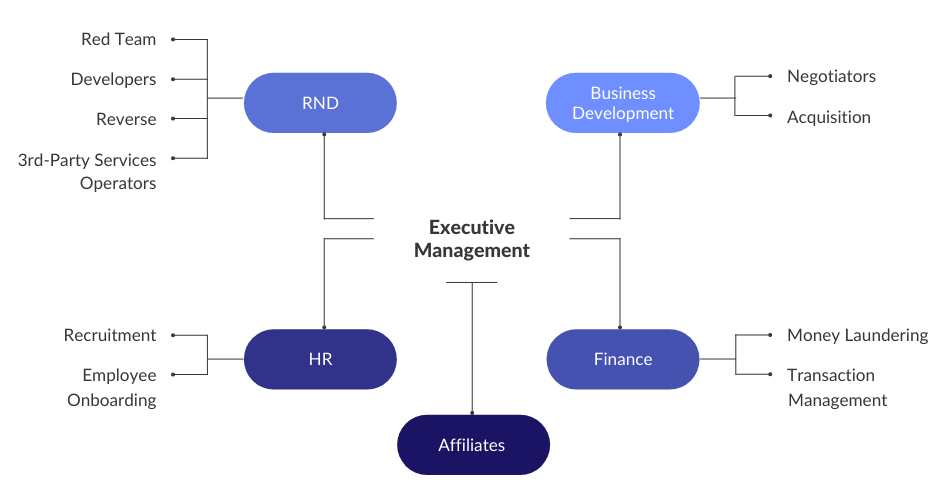 Red Team
Developers
Reverse
3rd-Party Services
Operators
RND
Business
Development
Negotiators
Acquisition
Executive
Management
Recruitment
Employee
Onboarding
HR
Finance
Money Laundering
Transaction
Management
Affiliates